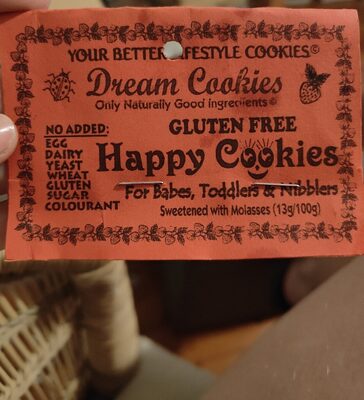 YOUR BETTER LIFESTYLE COOKIES©
Dream Cookies
Only Naturally Good Ingredients©
NO ADDED:
EGG
DAIRY
YEAST
WHEAT
GLUTEN
SUGAR
COLOURANT
GLUTEN FREE
Happy Cookies
For Babes, Toddlers & Nibblers
Sweetened with Molasses (13g/100g)